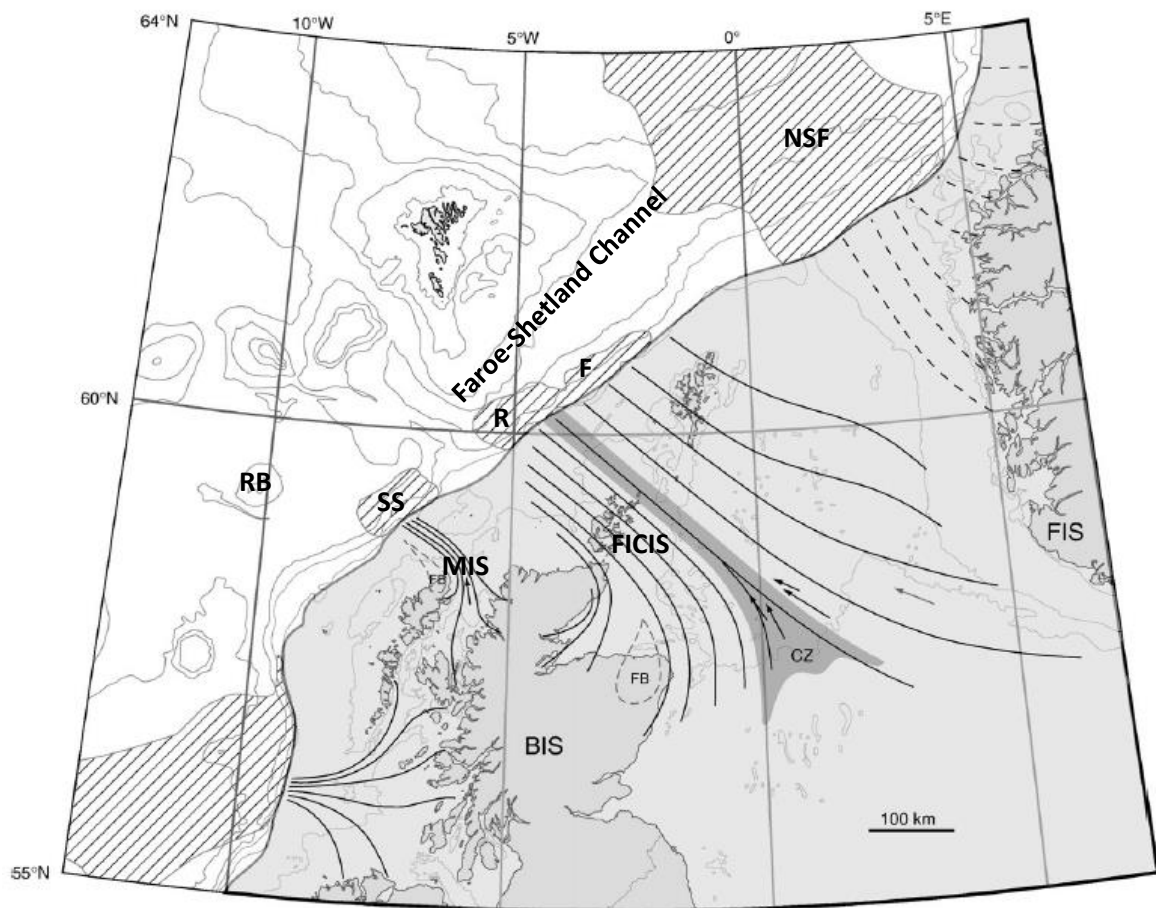 64°N
10°W
5°W
0°
5°E
NSF
Faroe-Shetland Channel
F
60°N
R
RB
SS
FIS
MIS
FICIS
FB
CZ
FB
BIS
100 km
55°N